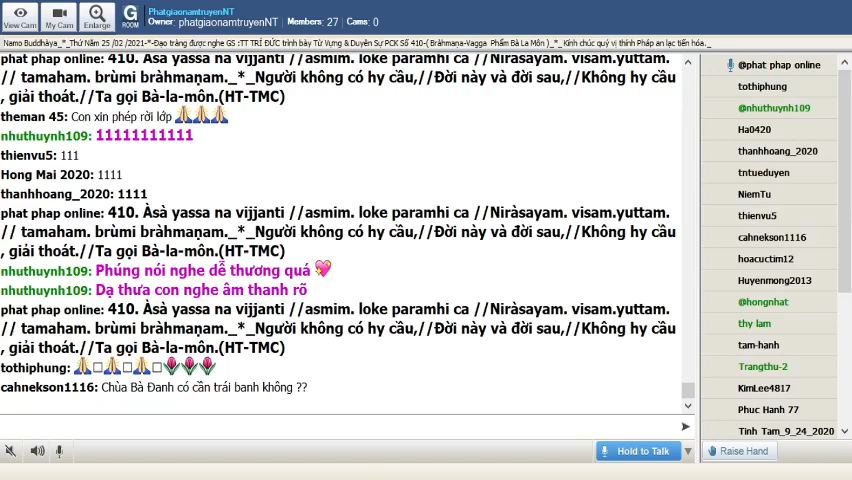 Phatgiaonamtruyen​NT
Owner: phatgiaonamtruyenNT   Members: 27   Cams: 0
View Cam   My Cam   Enlarge   G ROOM
Namo Buddhàya_*_Thứ Năm 25 /02 /2021-*-Đạo tràng được nghe GS :TT TRÍ ĐỨC trình bày Từ Vựng & Duyên Sự PCK Số 410-( Bràhmaṇa-Vagga Phẩm Bà La Môn )_*_Kính chúc quý vị thính Pháp an lạc tiến hóa._
phat phap online: 410. Àsà yassa na vijjanti //asmim. loke paramhi ca //Niràsayam. visam.yuttam.
// tamaham. brùmi bràhmaṇam._*_Người không có hy cầu,//Đời này và đời sau,//Không hy cầu
, giải thoát.//Ta gọi Bà-la-môn.(HT-TMC)
theman 45: Con xin phép rời lớp 🙏🙏🙏
nhuthuynh109: 11111111111
thienvu5: 111
Hong Mai 2020: 1111
thanhhoang_2020: 1111
phat phap online: 410. Àsà yassa na vijjanti //asmim. loke paramhi ca //Niràsayam. visam.yuttam.
// tamaham. brùmi bràhmaṇam._*_Người không có hy cầu,//Đời này và đời sau,//Không hy cầu
, giải thoát.//Ta gọi Bà-la-môn.(HT-TMC)
nhuthuynh109: Phúng nói nghe dễ thương quá 💖
nhuthuynh109: Dạ thưa con nghe âm thanh rõ
phat phap online: 410. Àsà yassa na vijjanti //asmim. loke paramhi ca //Niràsayam. visam.yuttam.
// tamaham. brùmi bràhmaṇam._*_Người không có hy cầu,//Đời này và đời sau,//Không hy cầu
, giải thoát.//Ta gọi Bà-la-môn.(HT-TMC)
tothiphung: 🙏□🙏□🙏□🌷🌷🌷
cahnekson1116: Chùa Bà Đanh có cần trái banh không ??
Hold to Talk
@phat phap online
tothiphung
@nhuthuynh109
Ha0420
thanhhoang_2020
tntueduyen
NiemTu
thienvu5
cahnekson1116
hoacuctim12
Huyenmong2013
@hongnhat
thy lam
tam-hanh
Trangthu-2
KimLee4817
Phuc Hanh 77
Tinh Tam_9_24_2020
Raise Hand